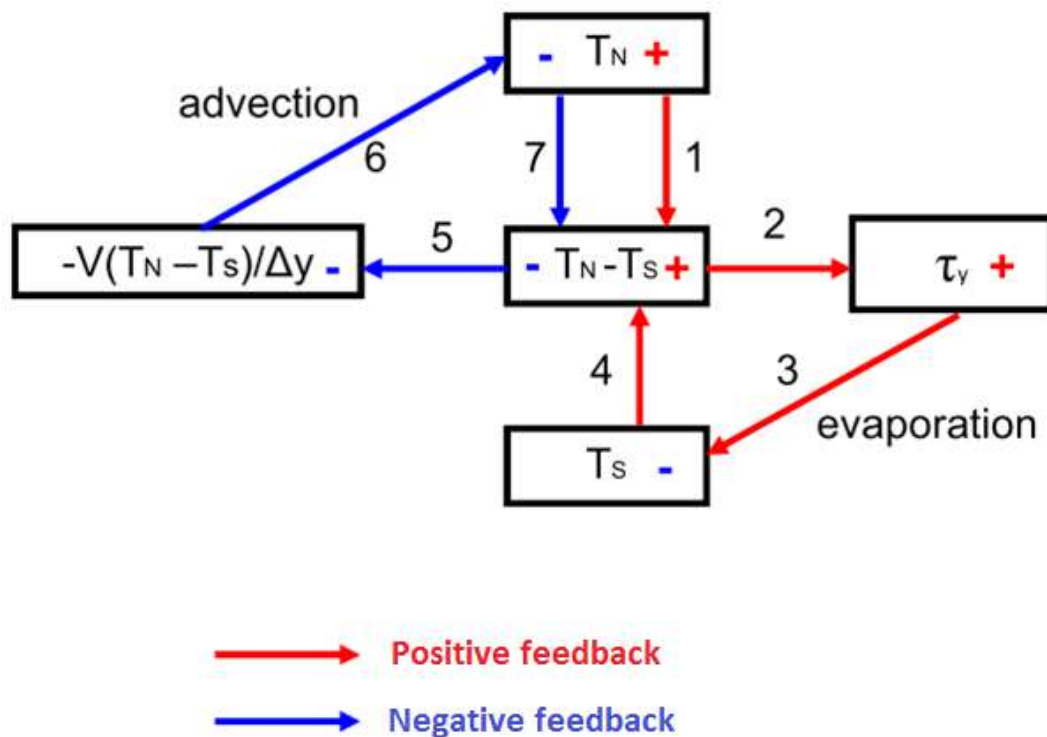 - TN +
advection
6
7
1
-V(TN –Ts)/Δy -
5
- TN -TS +
2
τy +
4
3
evaporation
TS -
Positive feedback
Negative feedback